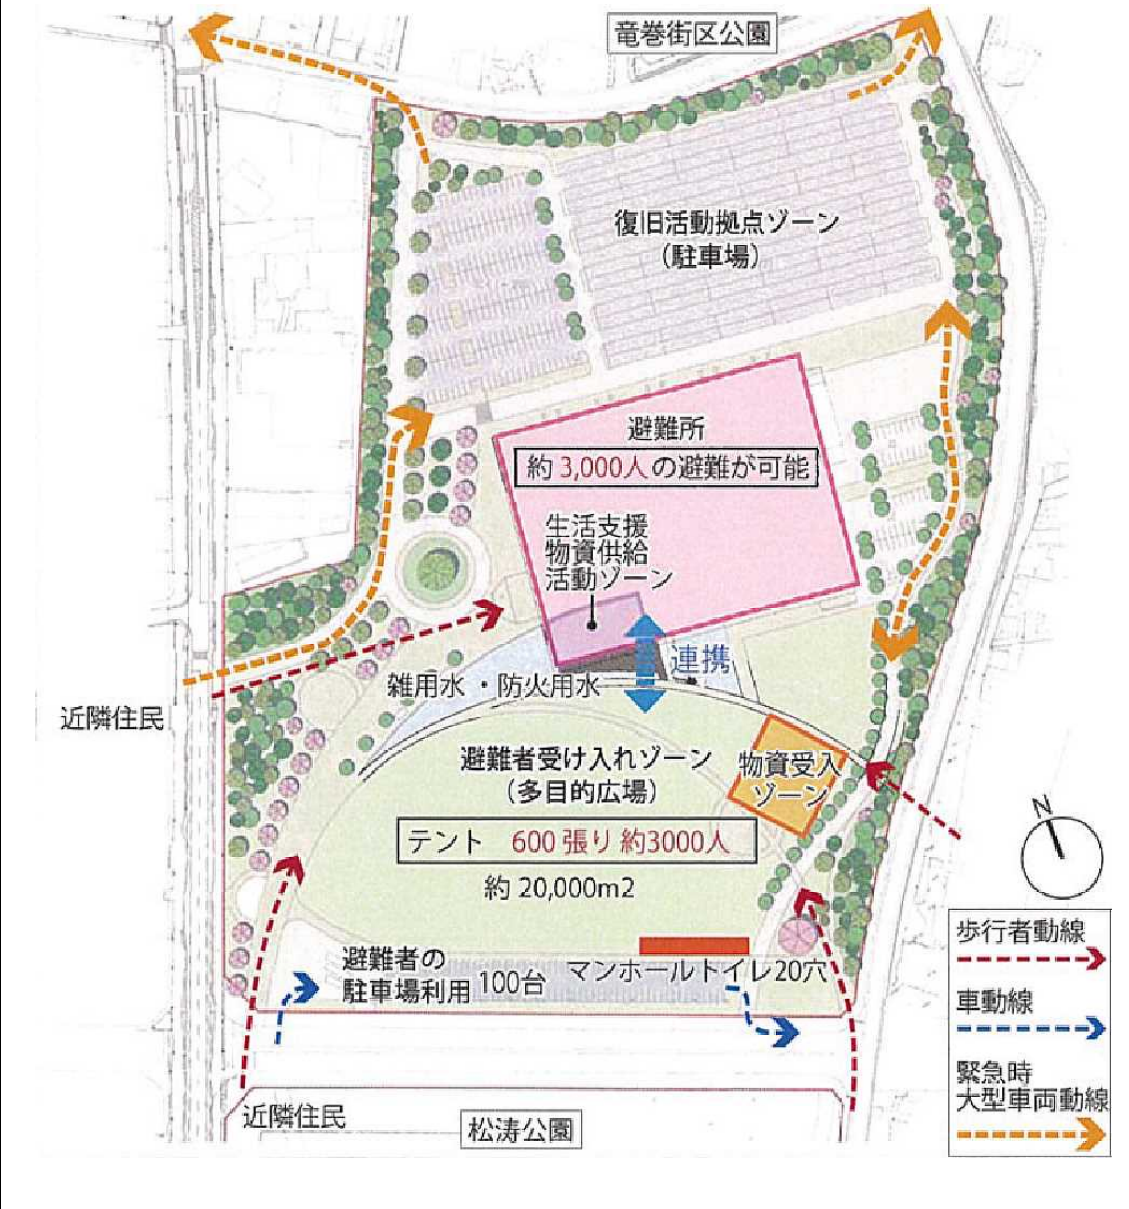 竜巻街区公園
復旧活動拠点ゾーン
（駐車場）
避難所
約 3,000人 の避難が可能
生活支援
物資供給
活動ゾーン
連携
雑用水 ・防火用水
近隣住民
避難者受け入れゾーン
（多目的広場）
物資受入
ゾーン
テント 600 張り 約3000人
約 20,000m2
避難者の
駐車場利用 100台
マンホールトイレ20穴
近隣住民
松涛公園
N
歩行者動線
車動線
緊急時
大型車両動線